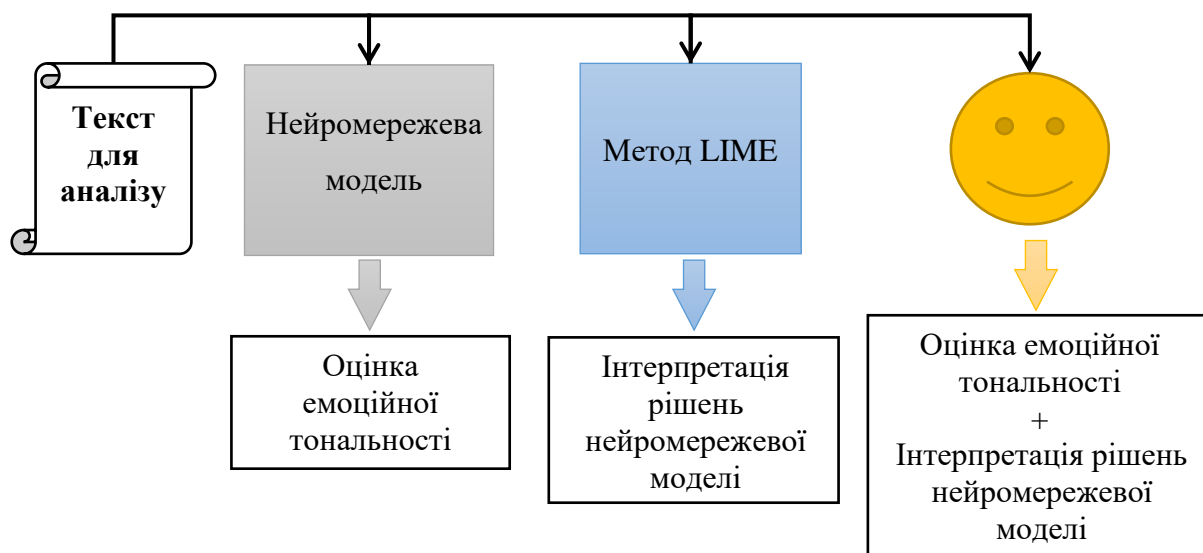 Текст
для
аналізу
Нейромережева
модель
Метод LIME
Оцінка
емоційної
тональності
Інтерпретація
рішень
нейромережевої
моделі
Оцінка емоційної
тональності
+
Інтерпретація рішень
нейромережевої
моделі